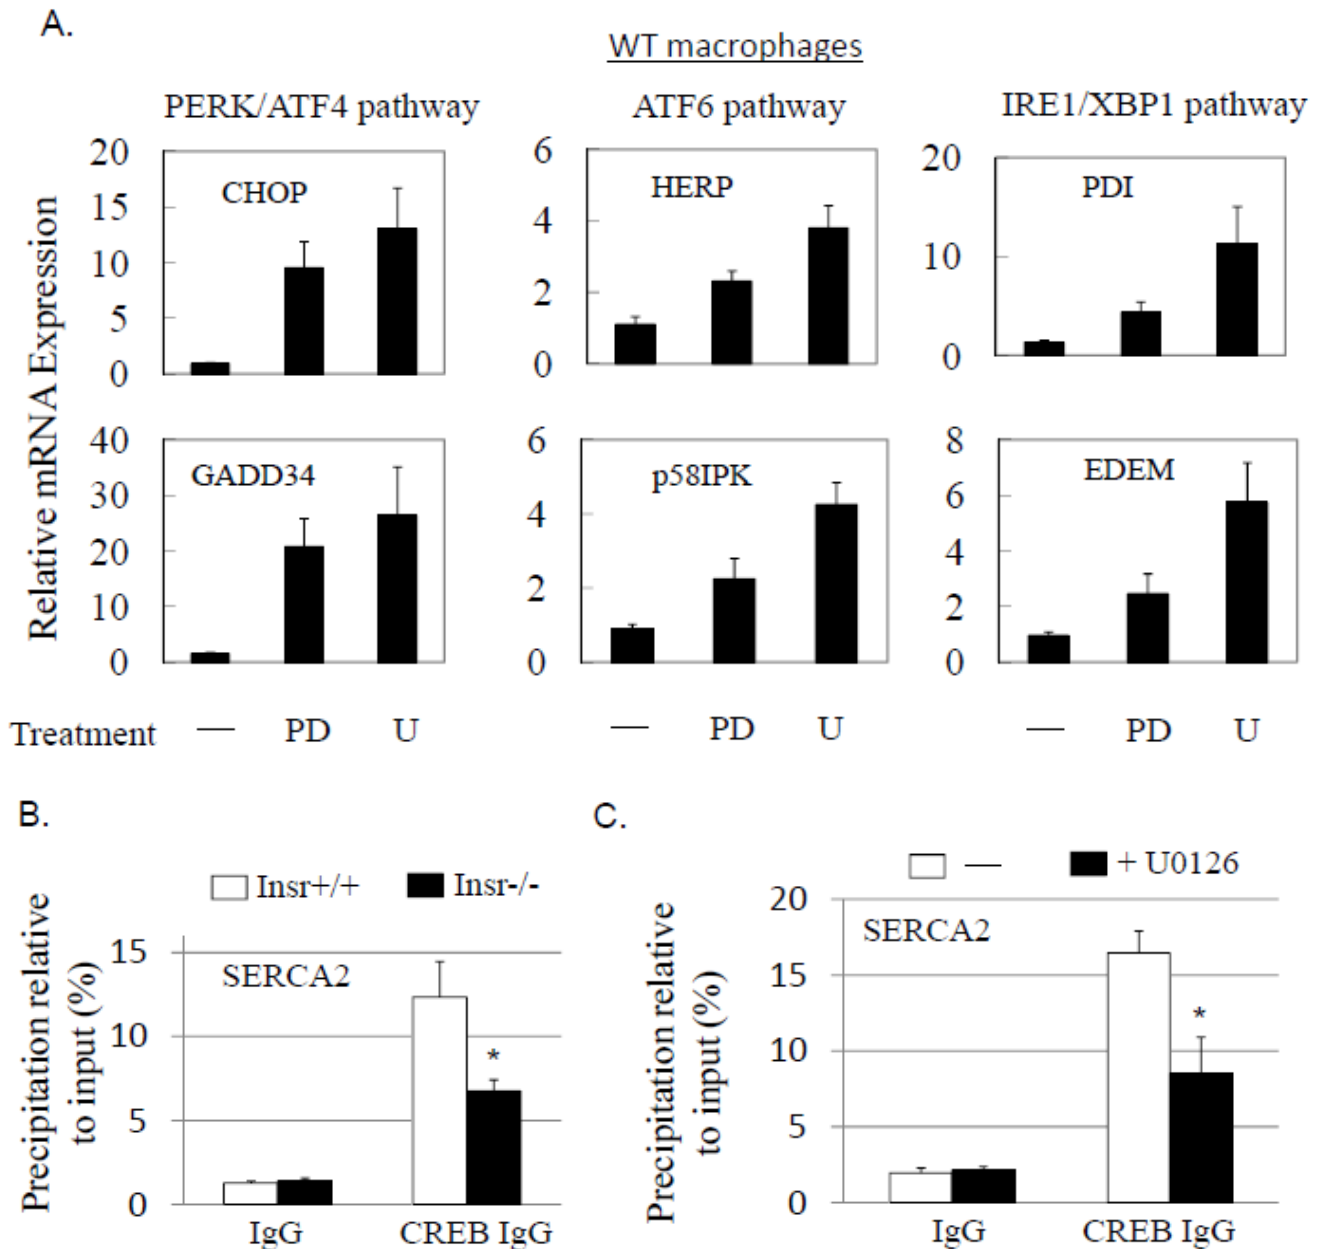 A.
WT macrophages
PERK/ATF4 pathway
ATF6 pathway
IRE1/XBP1 pathway
Relative mRNA Expression
20
15
10
5
0
CHOP
6
4
2
0
HERP
20
10
0
PDI
40
30
20
10
0
GADD34
6
4
2
0
p58IPK
8
6
4
2
0
EDEM
Treatment — PD U
— PD U
— PD U
B.
Insr+/+ Insr-/-
Precipitation relative
to input (%)
15
10
5
0
SERCA2
*
IgG CREB IgG
C.
— + U0126
Precipitation relative
to input (%)
20
15
10
5
0
SERCA2
*
IgG CREB IgG